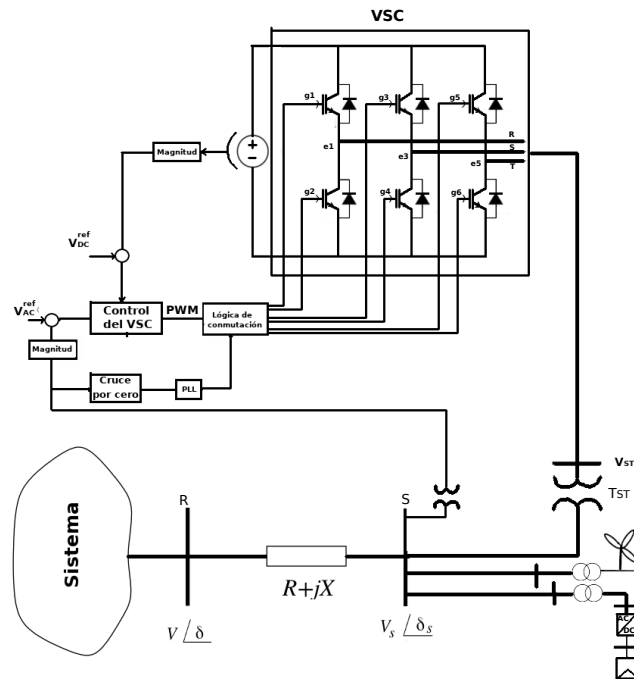 VSC
g1
g3
g5
R
e1
e3
S
e5
T
g2
g4
g6
Magnitud
+
−
V_DC^ref
V_AC^ref
Control
del VSC
PWM
Lógica de
conmutación
Magnitud
Cruce
por cero
PLL
V_ST
T_ST
Sistema
R
S
R+jX
V /δ
V_s /δ_s
AC
DC